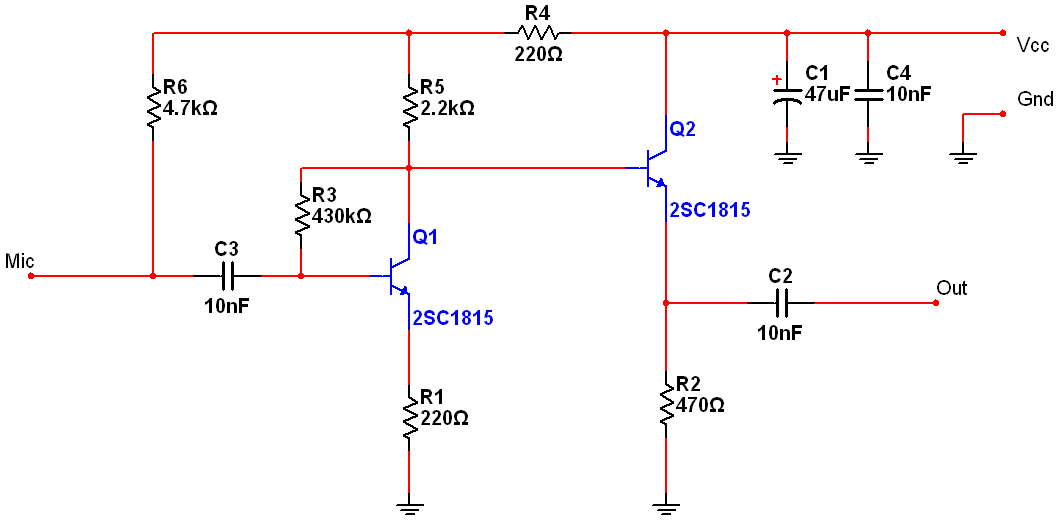 R4
220Ω
Vcc
R6
4.7kΩ
R5
2.2kΩ
+
C1
47uF
C4
10nF
Gnd
Q2
2SC1815
R3
430kΩ
Q1
2SC1815
Mic
C3
10nF
C2
10nF
Out
R1
220Ω
R2
470Ω